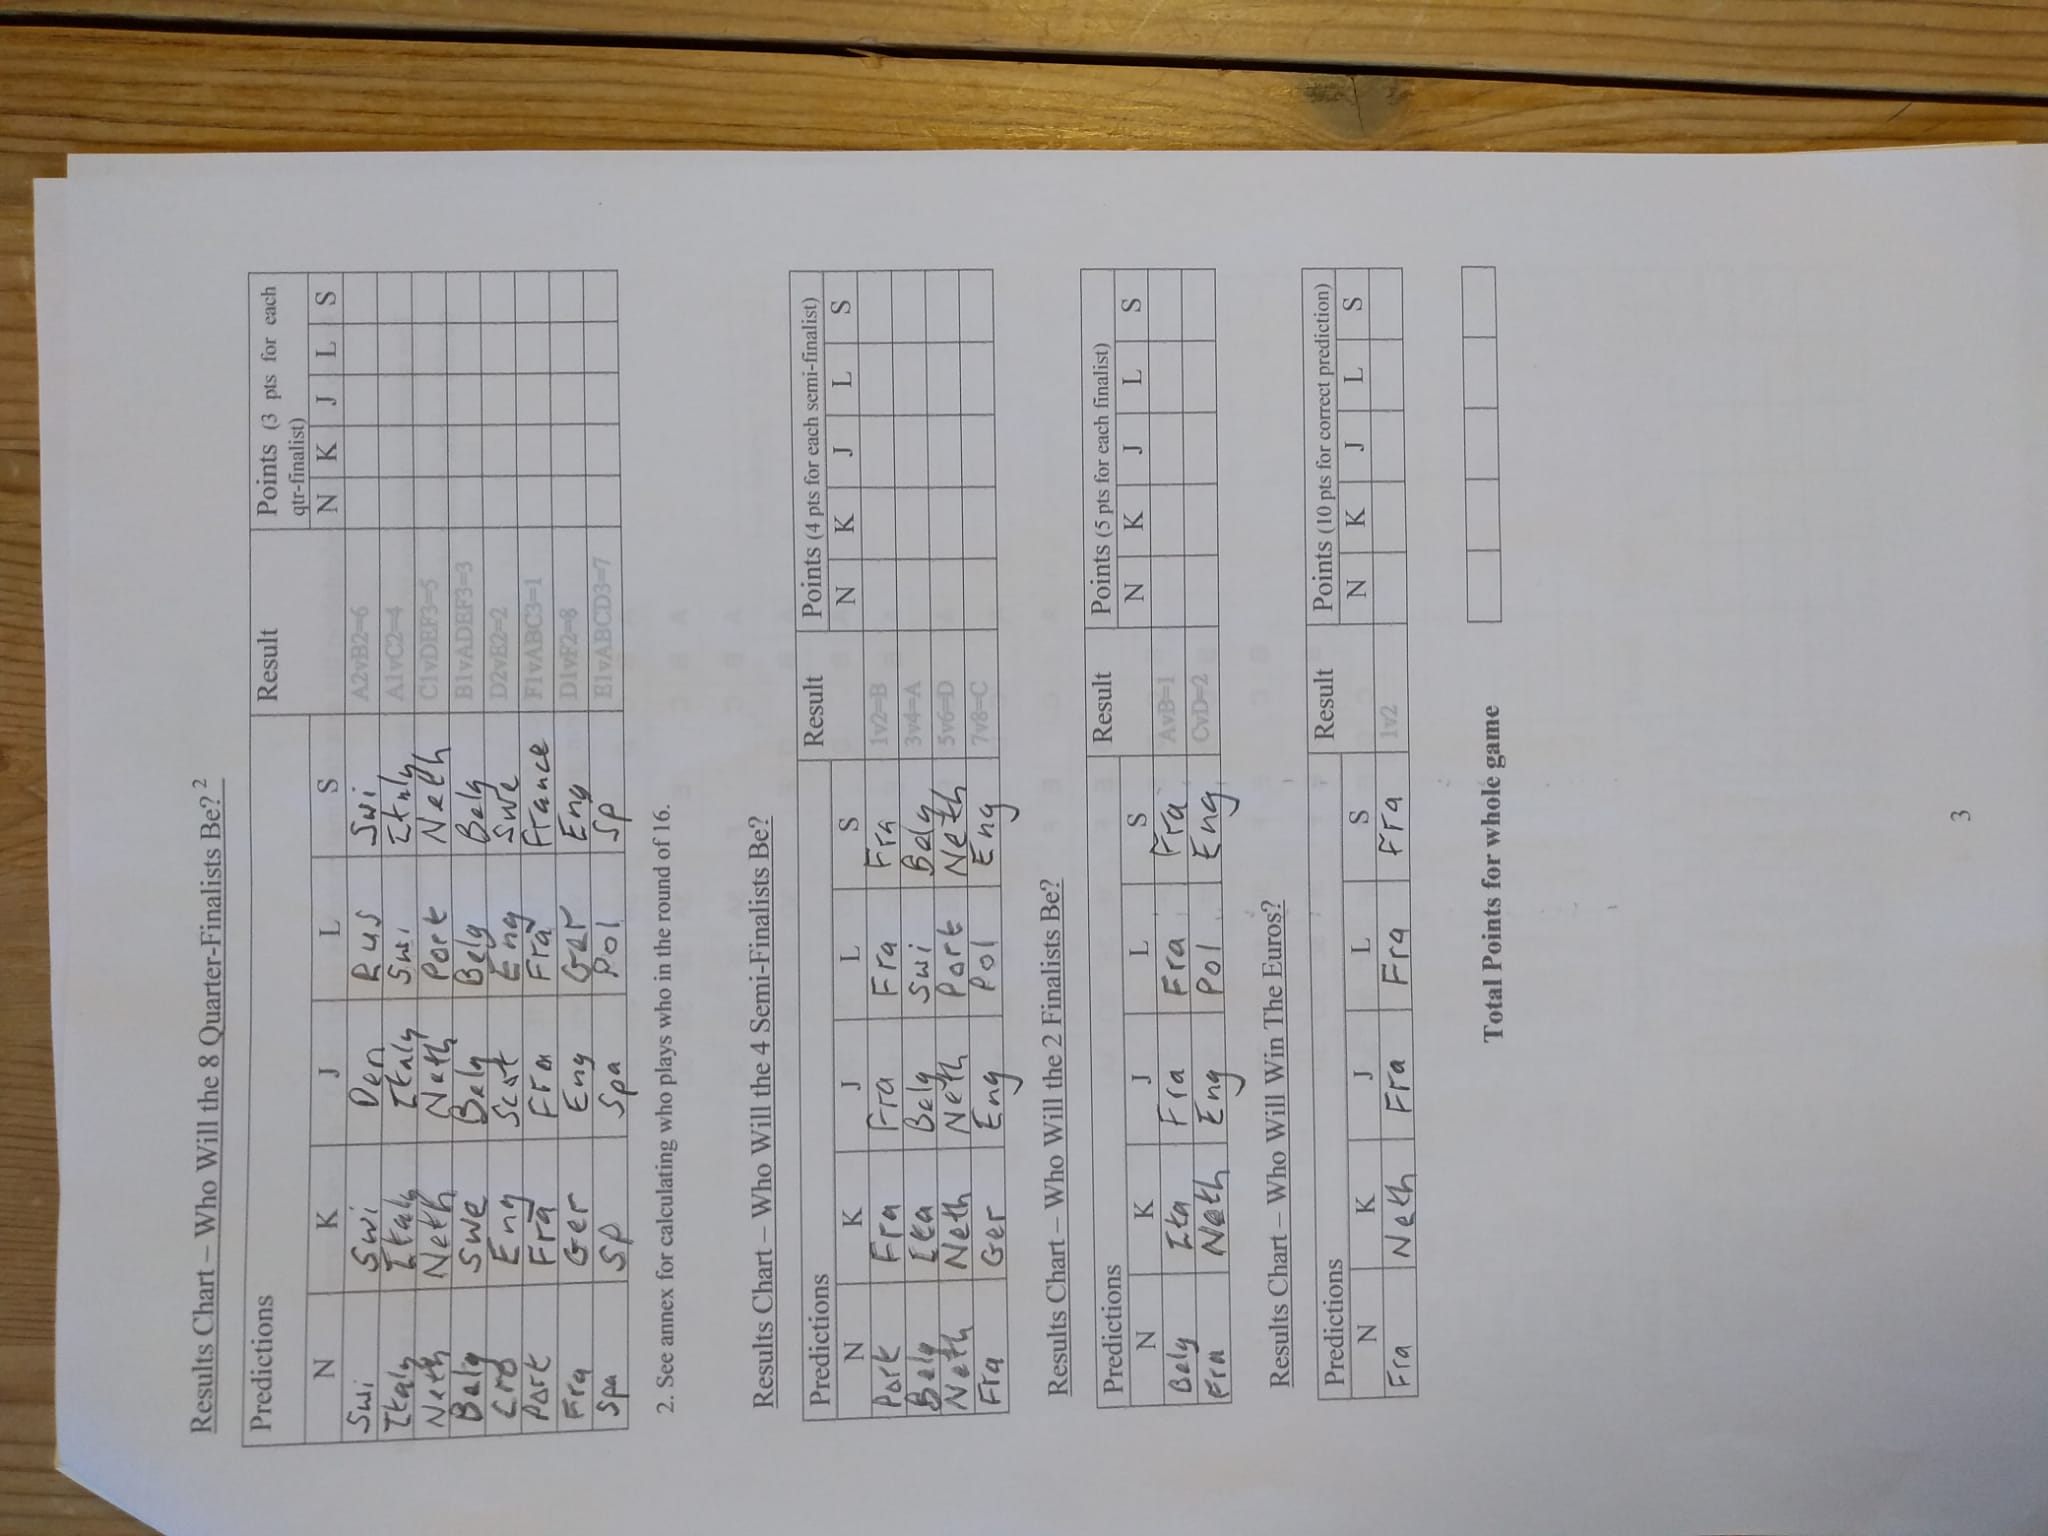 Results Chart – Who Will the 8 Quarter-Finalists Be? 2
Predictions Result Points (3 pts for each qtr-finalist)
N K J L S N K J L S
Swi Swi Den Rus Swi A2vB2=6
Italy Italy Italy Swi Italy A1vC2=4
Neth Neth Neth Port Neth C1vDEF3=5
Belg Swe Belg Belg Belg B1vADEF3=3
Cro Eng Scot Eng Swe D2vE2=2
Port Fra Fra Fra France F1vABC3=1
Fra Ger Eng Ger Eng D1vF2=8
Spa Sp Spa Pol Sp E1vABCD3=7
2. See annex for calculating who plays who in the round of 16.
Results Chart – Who Will the 4 Semi-Finalists Be?
Predictions Result Points (4 pts for each semi-finalist)
N K J L S N K J L S
Port Fra Fra Fra Fra 1v2=B
Belg Ita Belg Swi Belg 3v4=A
Neth Neth Neth Port Neth 5v6=D
Fra Ger Eng Pol Eng 7v8=C
Results Chart – Who Will the 2 Finalists Be?
Predictions Result Points (5 pts for each finalist)
N K J L S N K J L S
Belg Ita Fra Fra Fra AvB=1
Fra Neth Eng Pol Eng CvD=2
Results Chart – Who Will Win The Euros?
Predictions Result Points (10 pts for correct prediction)
N K J L S N K J L S
Fra Neth Fra Fra Fra 1v2
Total Points for whole game
3